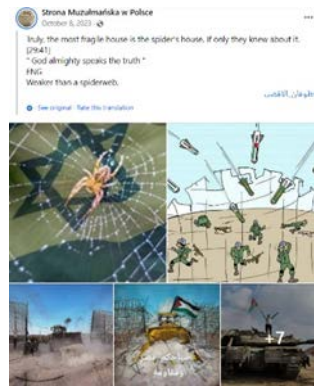 Strona Muzułmańska w Polsce
October 8, 2023
Truly, the most fragile house is the spider's house. If only they knew about it.
[29:41]
" God almighty speaks the truth "
#NG
Weaker than a spiderweb.
#طوفان_الاقصى
See original · Rate this translation
+7